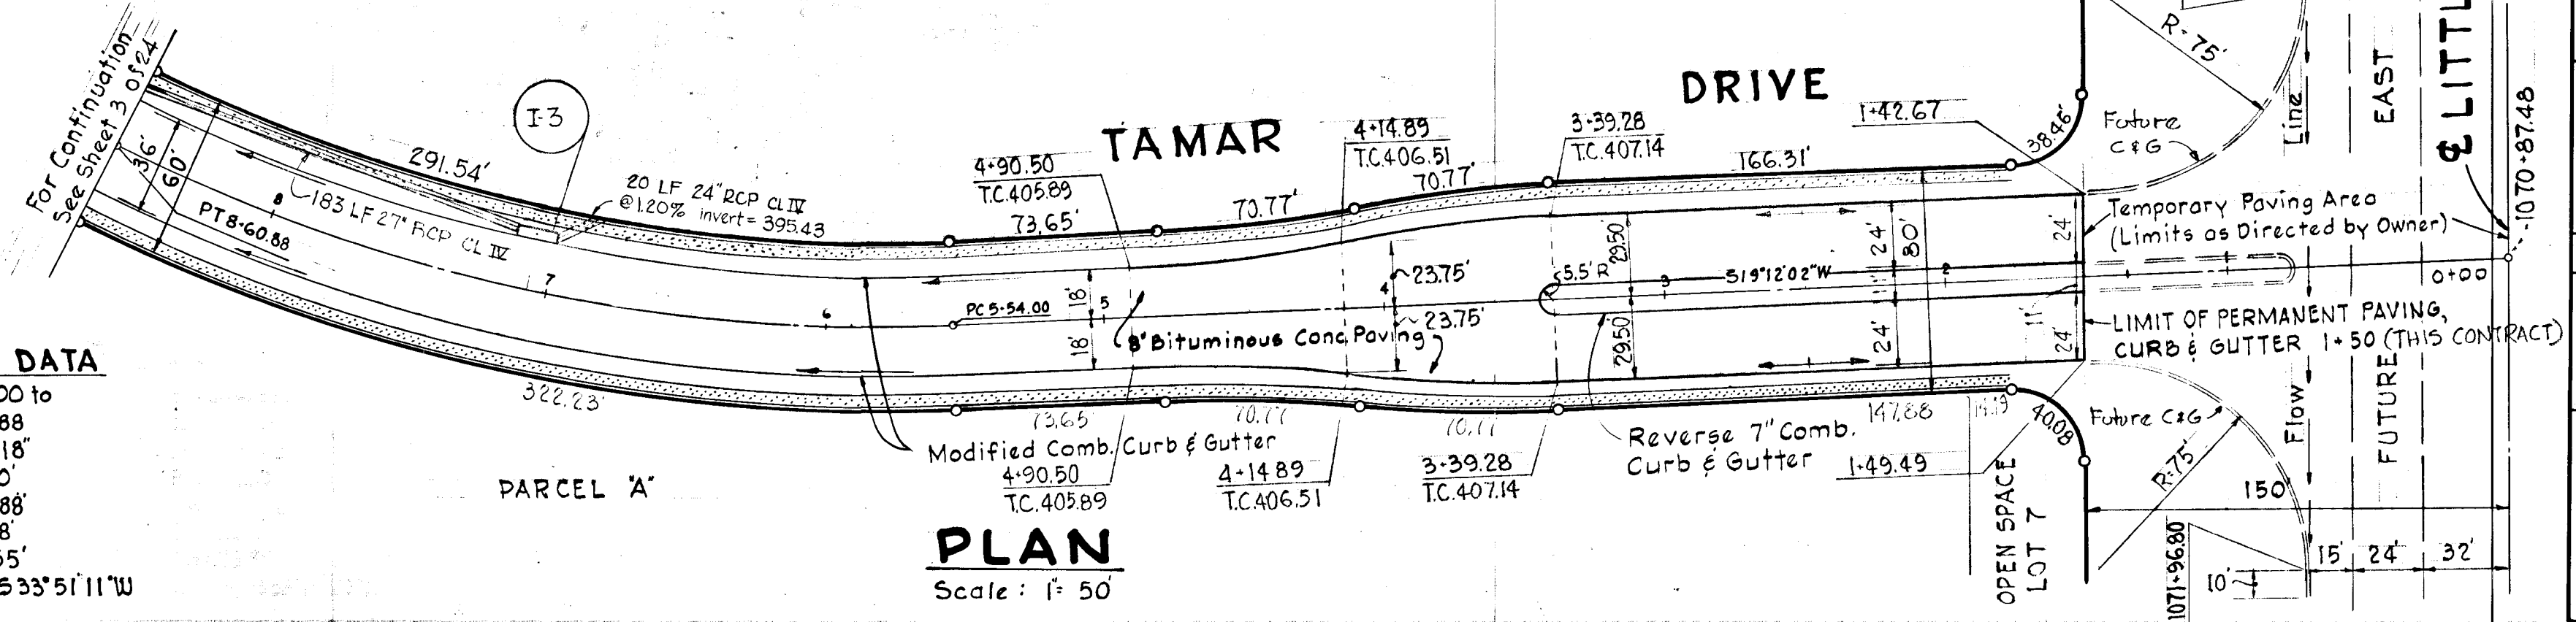 For Continuation
See Sheet 3 of 24
36'
60'
PT 8+60.88
8
183 LF 27" RCP CL IV
291.54'
I-3
20 LF 24" RCP CL IV
@1.20% invert = 395.43
7
6
TAMAR
DRIVE
4+90.50
T.C.405.89
73.65'
70.77'
4+14.89
T.C.406.51
70.77'
3+39.28
T.C.407.14
166.31'
1+42.67
38.46'
R=75'
Future
C & G
Line
EAST
℄ LITTL
1070+87.48
Temporary Paving Area
(Limits as Directed by Owner)
0+00
LIMIT OF PERMANENT PAVING,
CURB & GUTTER 1+50 (THIS CONTRACT)
PC 5+54.00
5
18'
18'
8" Bituminous Conc Paving
4
23.75'
23.75'
5.5' R
29.50'
29.50'
3
S19°12'02"W
2
24'
80'
24'
24'
11'
24'
DATA
00 to
88
18"
0'
88'
8'
55'
S33°51'11"W
322.23'
73.65'
70.77
70.77
147.88
14.19
40.08
Modified Comb. Curb & Gutter
4+90.50
T.C.405.89
4+14.89
T.C.406.51
3+39.28
T.C.407.14
Reverse 7" Comb.
Curb & Gutter
1+49.49
PARCEL "A"
OPEN SPACE
LOT 7
Future C&G
R=75'
Flow
FUTURE
150
1071+96.80
10'
15'
24'
32'
PLAN
Scale : 1"= 50'